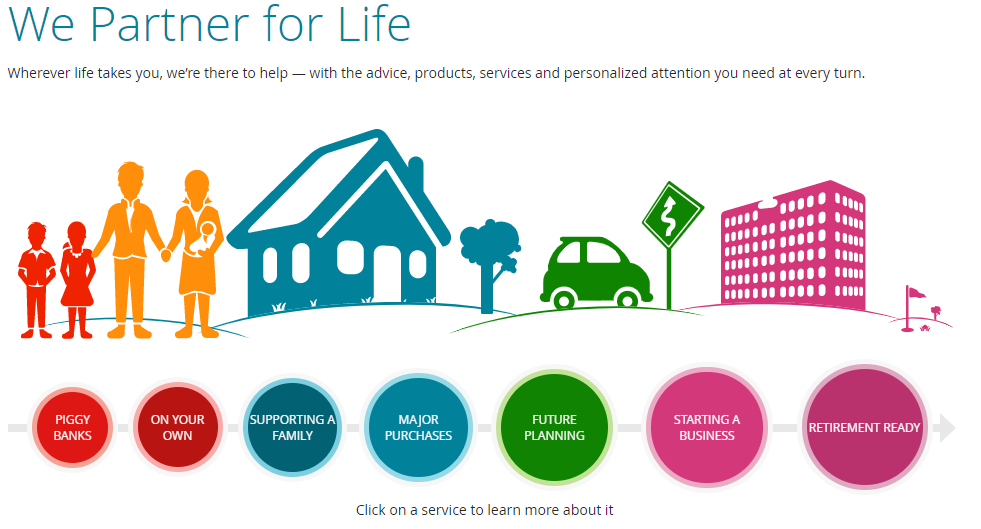 We Partner for Life
Wherever life takes you, we’re there to help — with the advice, products, services and personalized attention you need at every turn.
PIGGY
BANKS
ON YOUR
OWN
SUPPORTING A
FAMILY
MAJOR
PURCHASES
FUTURE
PLANNING
STARTING A
BUSINESS
RETIREMENT READY
Click on a service to learn more about it